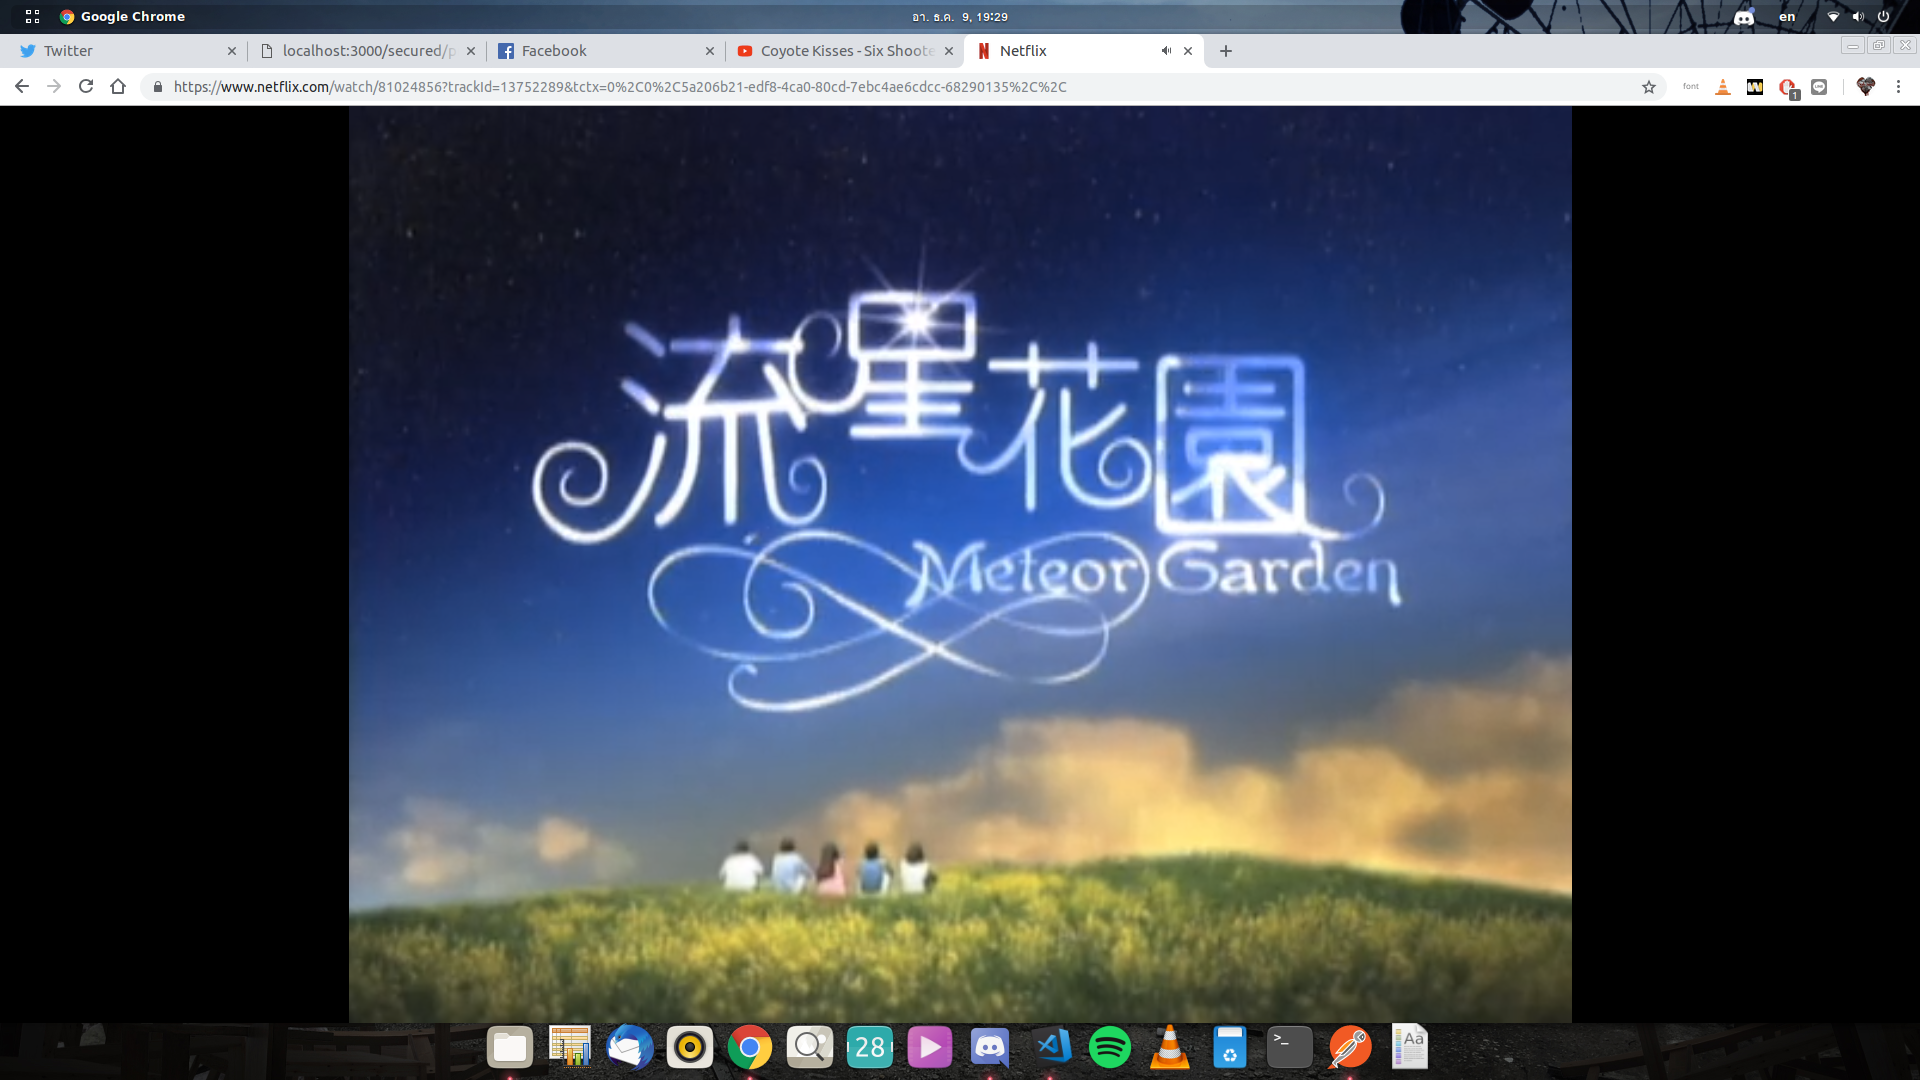 Google Chrome
อา. ธ.ค. 9, 19:29
en
Twitter
localhost:3000/secured/p
Facebook
Coyote Kisses - Six Shoote
Netflix
https://www.netflix.com/watch/81024856?trackId=13752289&tctx=0%2C0%2C5a206b21-edf8-4ca0-80cd-7ebc4ae6cdcc-68290135%2C%2C
font
1
流星花園
Meteor Garden
28
>_
Aa